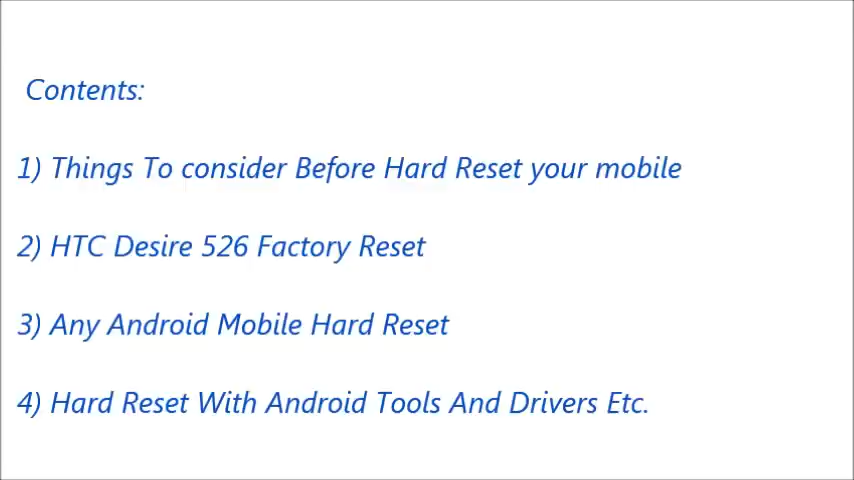 Contents:
1) Things To consider Before Hard Reset your mobile
2) HTC Desire 526 Factory Reset
3) Any Android Mobile Hard Reset
4) Hard Reset With Android Tools And Drivers Etc.